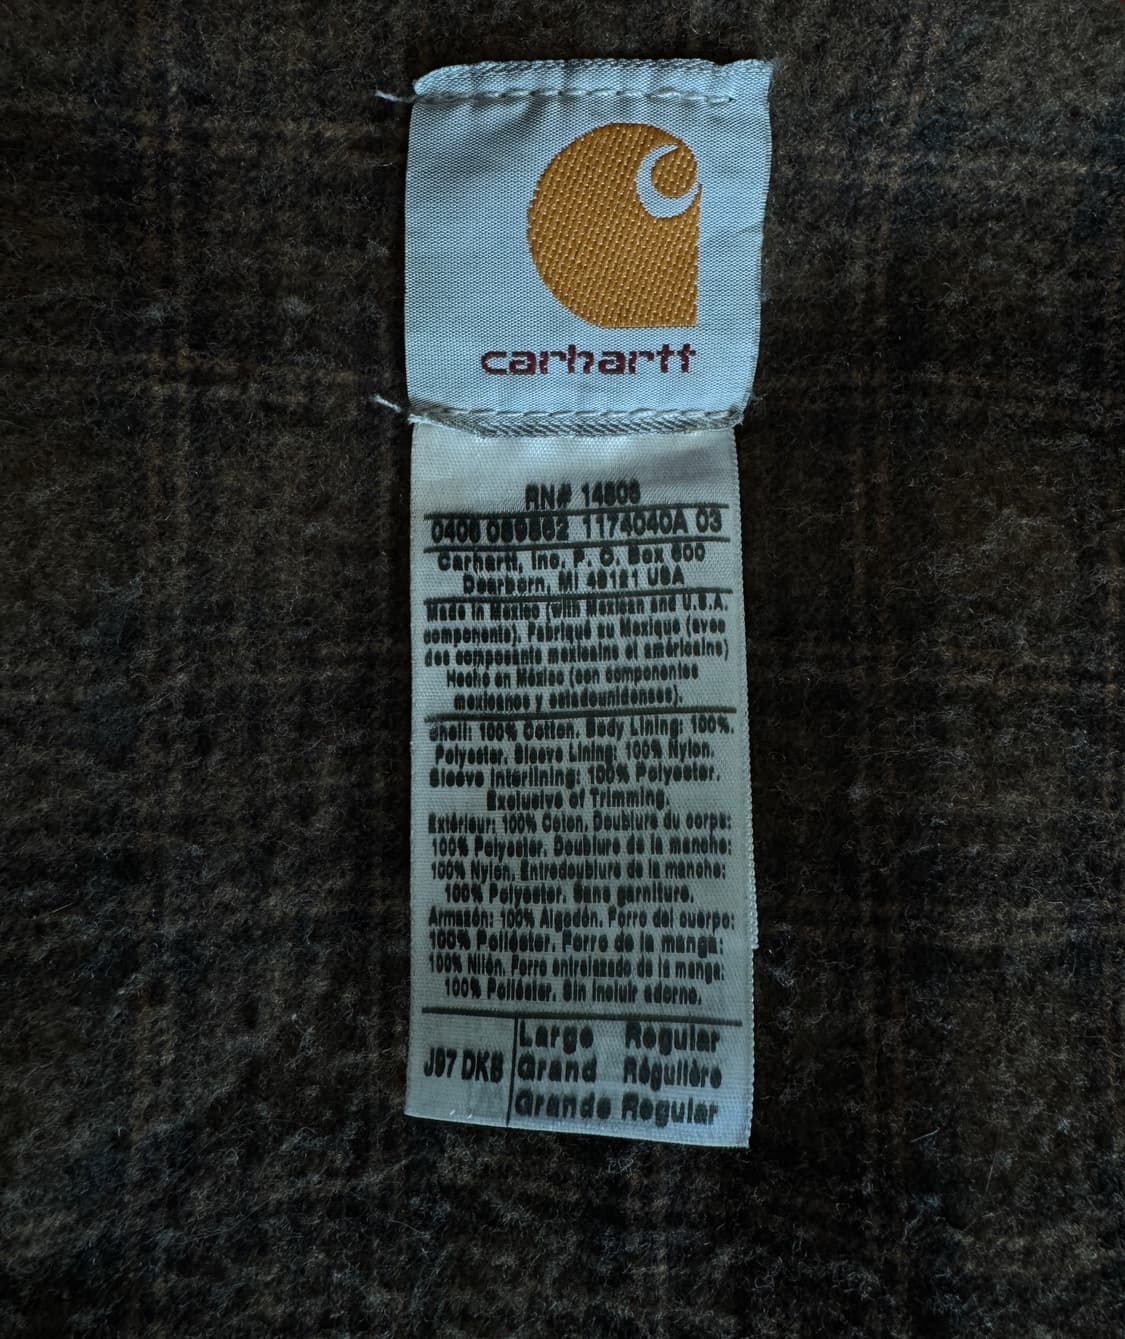 carhartt
RN# 14806
0406 089862 1174040A 03
Carhartt, Inc. P. O. Box 600
Dearborn, MI 48121 USA
Made in Mexico (with Mexican and U.S.A.
components). Fabriqué au Mexique (avec
des composants mexicains et américains)
Hecho en México (con componentes
mexicanos y estadounidenses).
Shell: 100% Cotton. Body Lining: 100%.
Polyester. Sleeve Lining: 100% Nylon.
Sleeve Interlining: 100% Polyester.
Exclusive of Trimming.
Extérieur: 100% Coton. Doublure du corps:
100% Polyester. Doublure de la manche:
100% Nylon. Entredoublure de la manche:
100% Polyester. Sans garniture.
Armazón: 100% Algodón. Forro del cuerpo:
100% Poliéster. Forro de la manga:
100% Nilón. Forro entrelazado de la manga:
100% Poliéster. Sin incluir adorno.
J97 DKB
Large Regular
Grand Régulière
Grande Regular